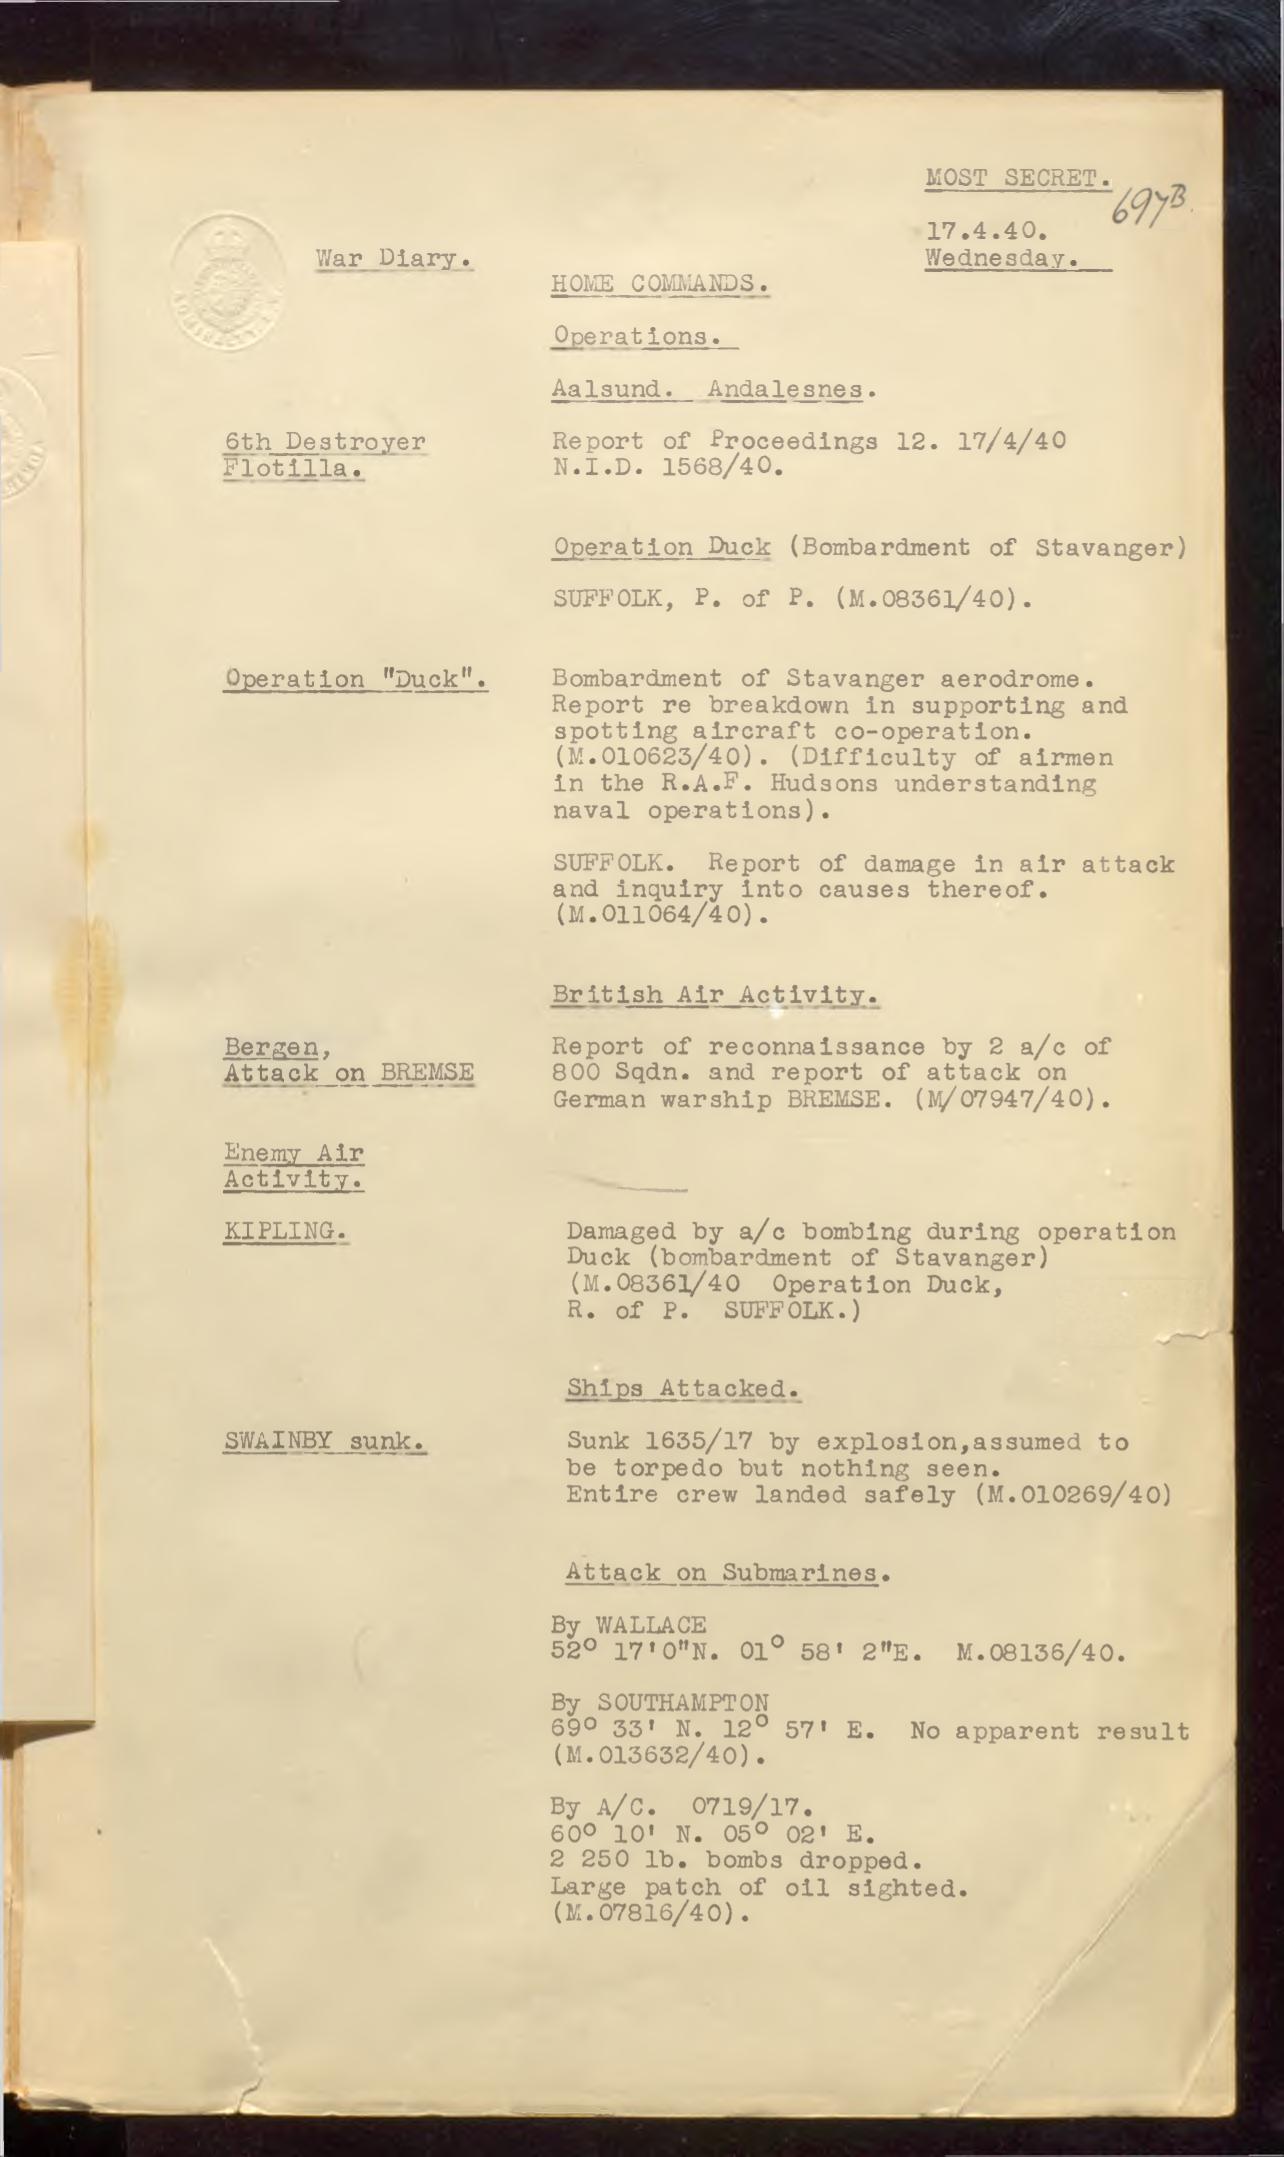 MOST SECRET.
697B.
17.4.40.
War Diary.
Wednesday.
HOME COMMANDS.
Operations.
Aalsund. Andalesnes.
6th Destroyer
Flotilla.
Report of Proceedings 12. 17/4/40
N.I.D. 1568/40.
Operation Duck (Bombardment of Stavanger)
SUFFOLK, P. of P. (M.08361/40).
Operation "Duck".
Bombardment of Stavanger aerodrome.
Report re breakdown in supporting and
spotting aircraft co-operation.
(M.010623/40). (Difficulty of airmen
in the R.A.F. Hudsons understanding
naval operations).
SUFFOLK. Report of damage in air attack
and inquiry into causes thereof.
(M.011064/40).
British Air Activity.
Bergen,
Attack on BREMSE
Report of reconnaissance by 2 a/c of
800 Sqdn. and report of attack on
German warship BREMSE. (M/07947/40).
Enemy Air
Activity.
KIPLING.
Damaged by a/c bombing during operation
Duck (bombardment of Stavanger)
(M.08361/40 Operation Duck,
R. of P. SUFFOLK.)
Ships Attacked.
SWAINBY sunk.
Sunk 1635/17 by explosion,assumed to
be torpedo but nothing seen.
Entire crew landed safely (M.010269/40)
Attack on Submarines.
By WALLACE
52° 17'0"N. 01° 58' 2"E. M.08136/40.
By SOUTHAMPTON
69° 33' N. 12° 57' E. No apparent result
(M.013632/40).
By A/C. 0719/17.
60° 10' N. 05° 02' E.
2 250 lb. bombs dropped.
Large patch of oil sighted.
(M.07816/40).